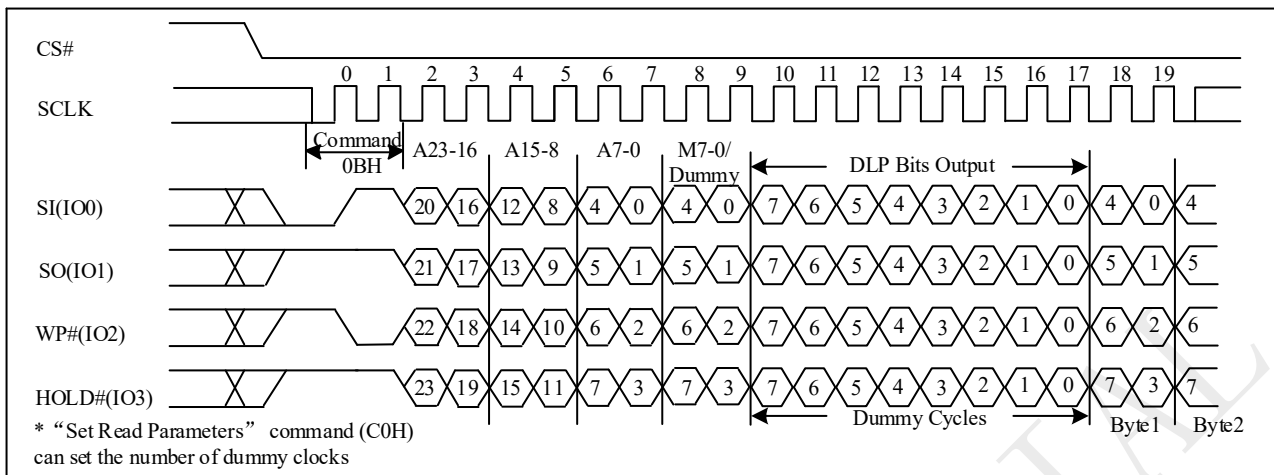 CS#
0 1 2 3 4 5 6 7 8 9 10 11 12 13 14 15 16 17 18 19
SCLK
Command
0BH
A23-16 A15-8 A7-0 M7-0/
Dummy
DLP Bits Output
SI(IO0) 20 16 12 8 4 0 4 0 7 6 5 4 3 2 1 0 4 0 4
SO(IO1) 21 17 13 9 5 1 5 1 7 6 5 4 3 2 1 0 5 1 5
WP#(IO2) 22 18 14 10 6 2 6 2 7 6 5 4 3 2 1 0 6 2 6
HOLD#(IO3) 23 19 15 11 7 3 7 3 7 6 5 4 3 2 1 0 7 3 7
Dummy Cycles Byte1 Byte2
*“Set Read Parameters” command (C0H)
can set the number of dummy clocks